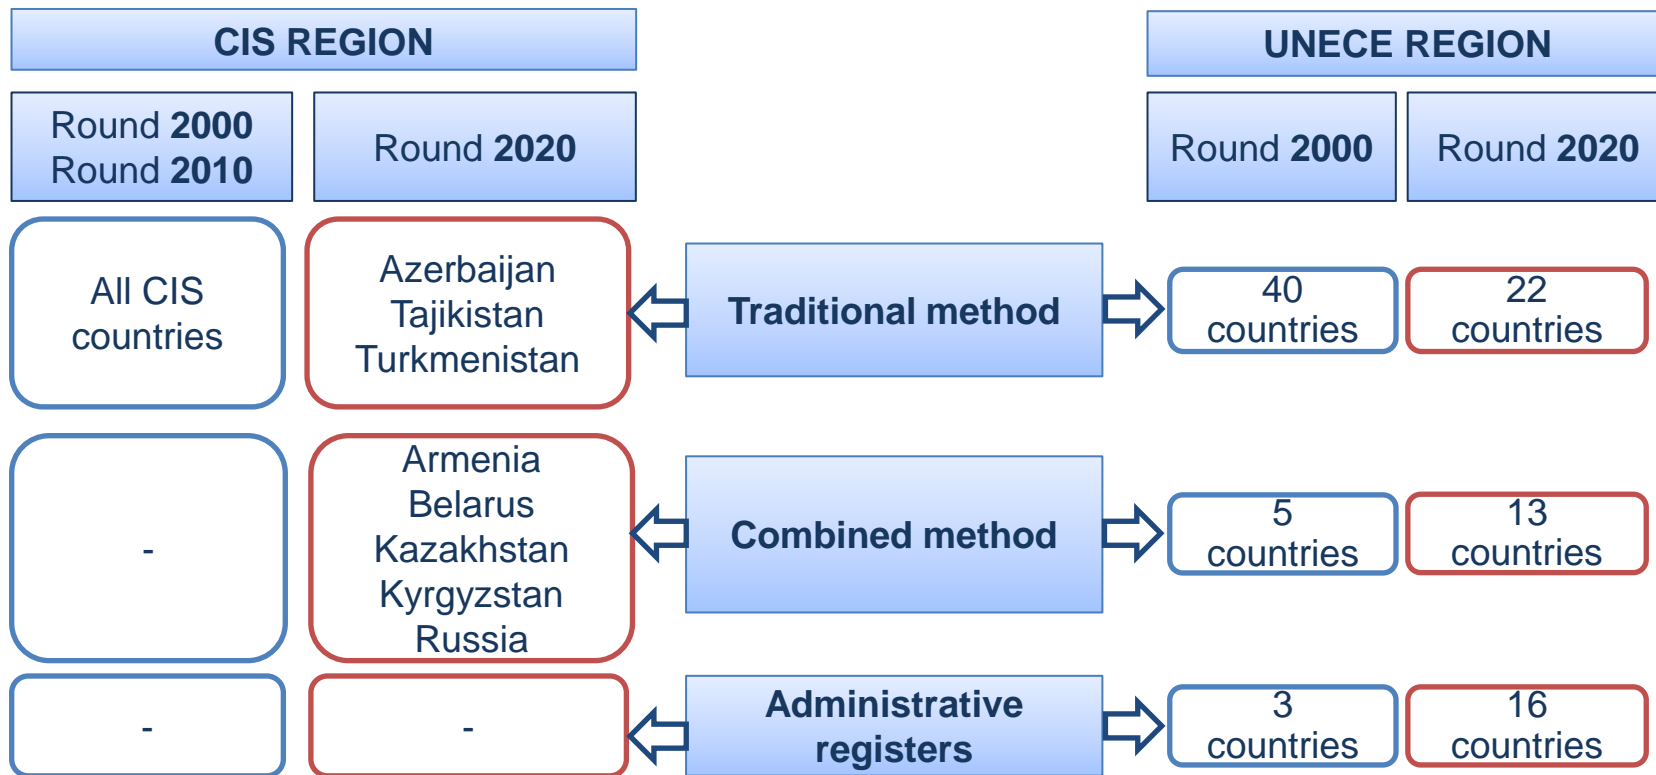 CIS REGION
UNECE REGION
Round 2000
Round 2010
Round 2020
Round 2000
Round 2020
All CIS
countries
Azerbaijan
Tajikistan
Turkmenistan
Traditional method
40
countries
22
countries
-
Armenia
Belarus
Kazakhstan
Kyrgyzstan
Russia
Combined method
5
countries
13
countries
-
-
Administrative
registers
3
countries
16
countries